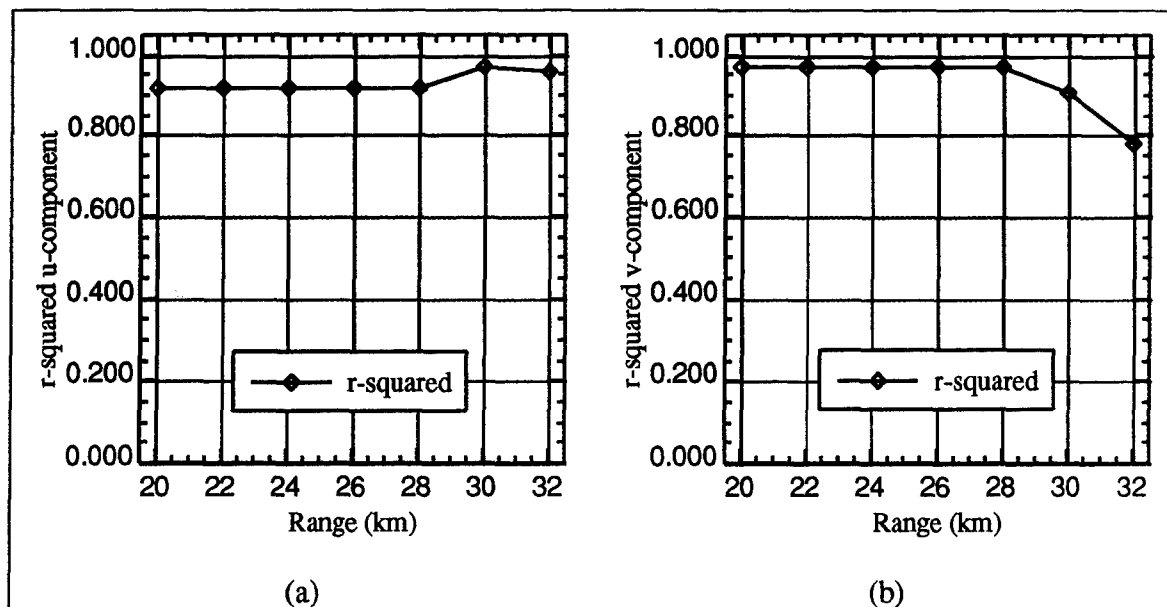 r-squared u-component
1.000
0.800
0.600
0.400
0.200
0.000
r-squared
20 22 24 26 28 30 32
Range (km)
(a)
r-squared v-component
1.000
0.800
0.600
0.400
0.200
0.000
r-squared
20 22 24 26 28 30 32
Range (km)
(b)